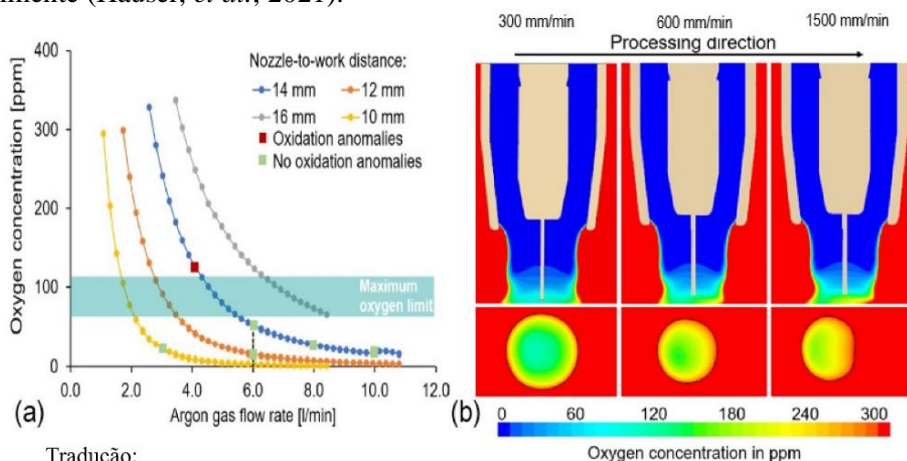 (Hauser, et al., 2021).
400
300
200
100
0
Oxygen concentration [ppm]
Nozzle-to-work distance:
14 mm
12 mm
16 mm
10 mm
Oxidation anomalies
No oxidation anomalies
Maximum
oxygen limit
0.0 2.0 4.0 6.0 8.0 10.0 12.0
Argon gas flow rate [l/min]
(a)
300 mm/min 600 mm/min 1500 mm/min
Processing direction
(b)
0 60 120 180 240 300
Oxygen concentration in ppm
Tradução: